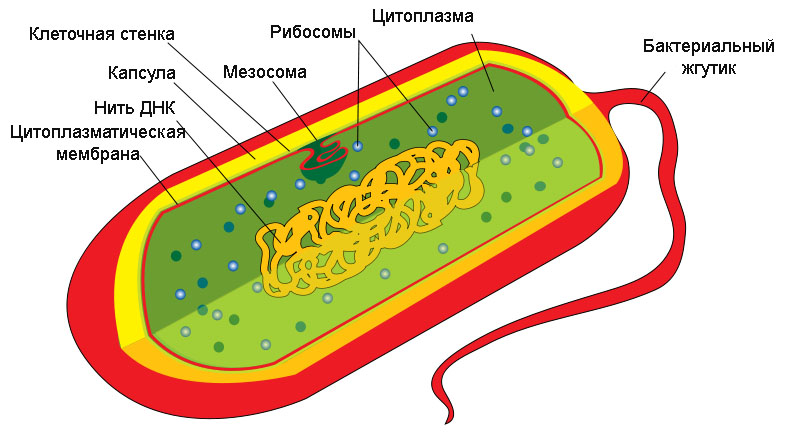 Цитоплазма
Клеточная стенка
Рибосомы
Бактериальный
жгутик
Капсула
Мезосома
Нить ДНК
Цитоплазматическая
мембрана